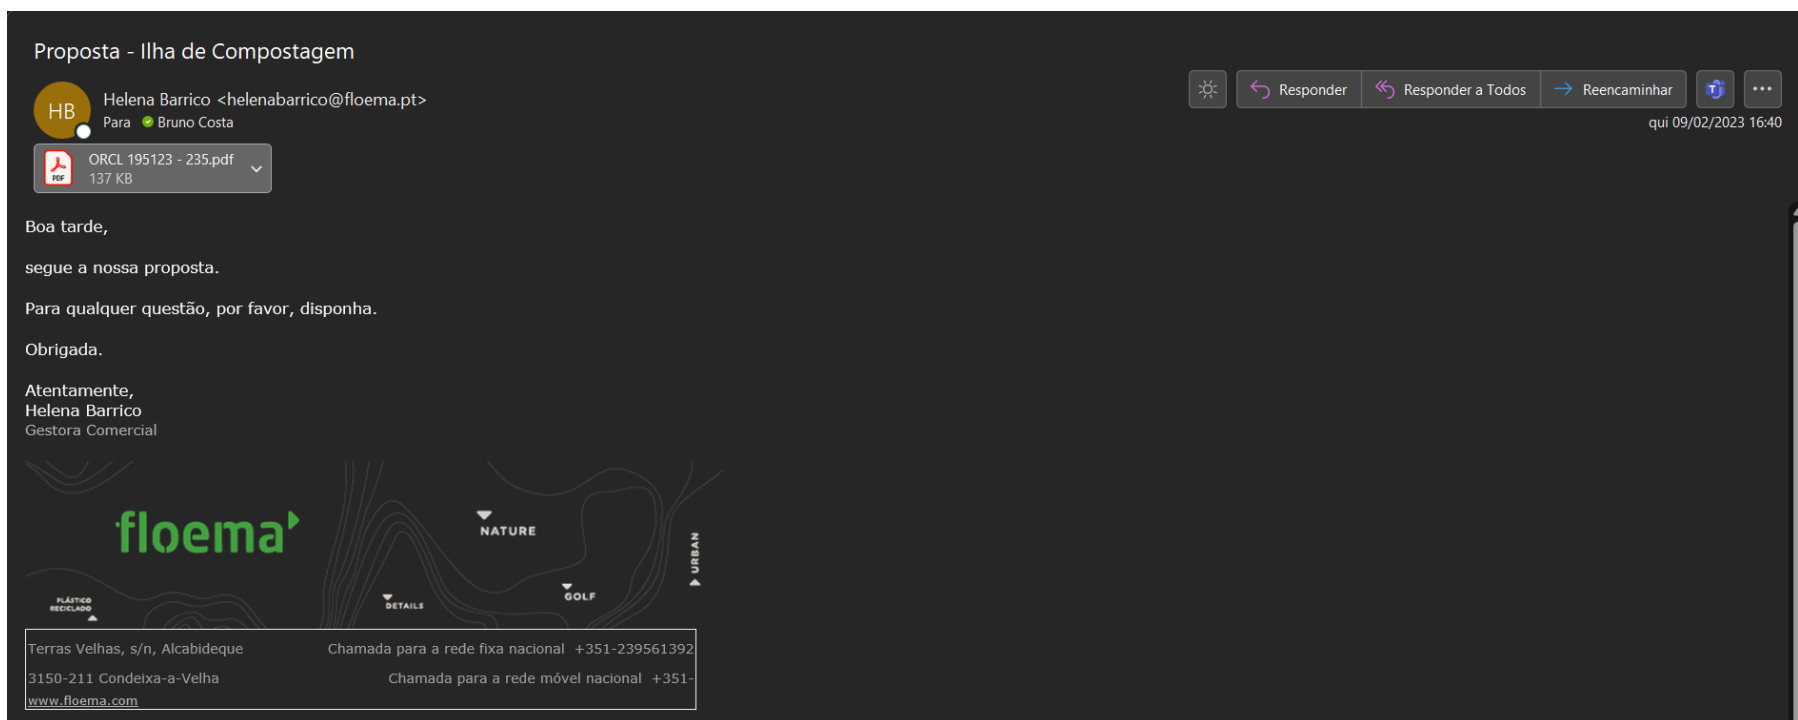 Proposta - Ilha de Compostagem
HB
Helena Barrico <helenabarrico@floema.pt>
Para Bruno Costa
Responder
Responder a Todos
Reencaminhar
qui 09/02/2023 16:40
PDF
ORCL 195123 - 235.pdf
137 KB
Boa tarde,
segue a nossa proposta.
Para qualquer questão, por favor, disponha.
Obrigada.
Atentamente,
Helena Barrico
Gestora Comercial
floema
NATURE
URBAN
GOLF
DETAILS
PLÁSTICO
RECICLADO
Terras Velhas, s/n, Alcabideque Chamada para a rede fixa nacional +351-239561392
3150-211 Condeixa-a-Velha Chamada para a rede móvel nacional +351-
www.floema.com